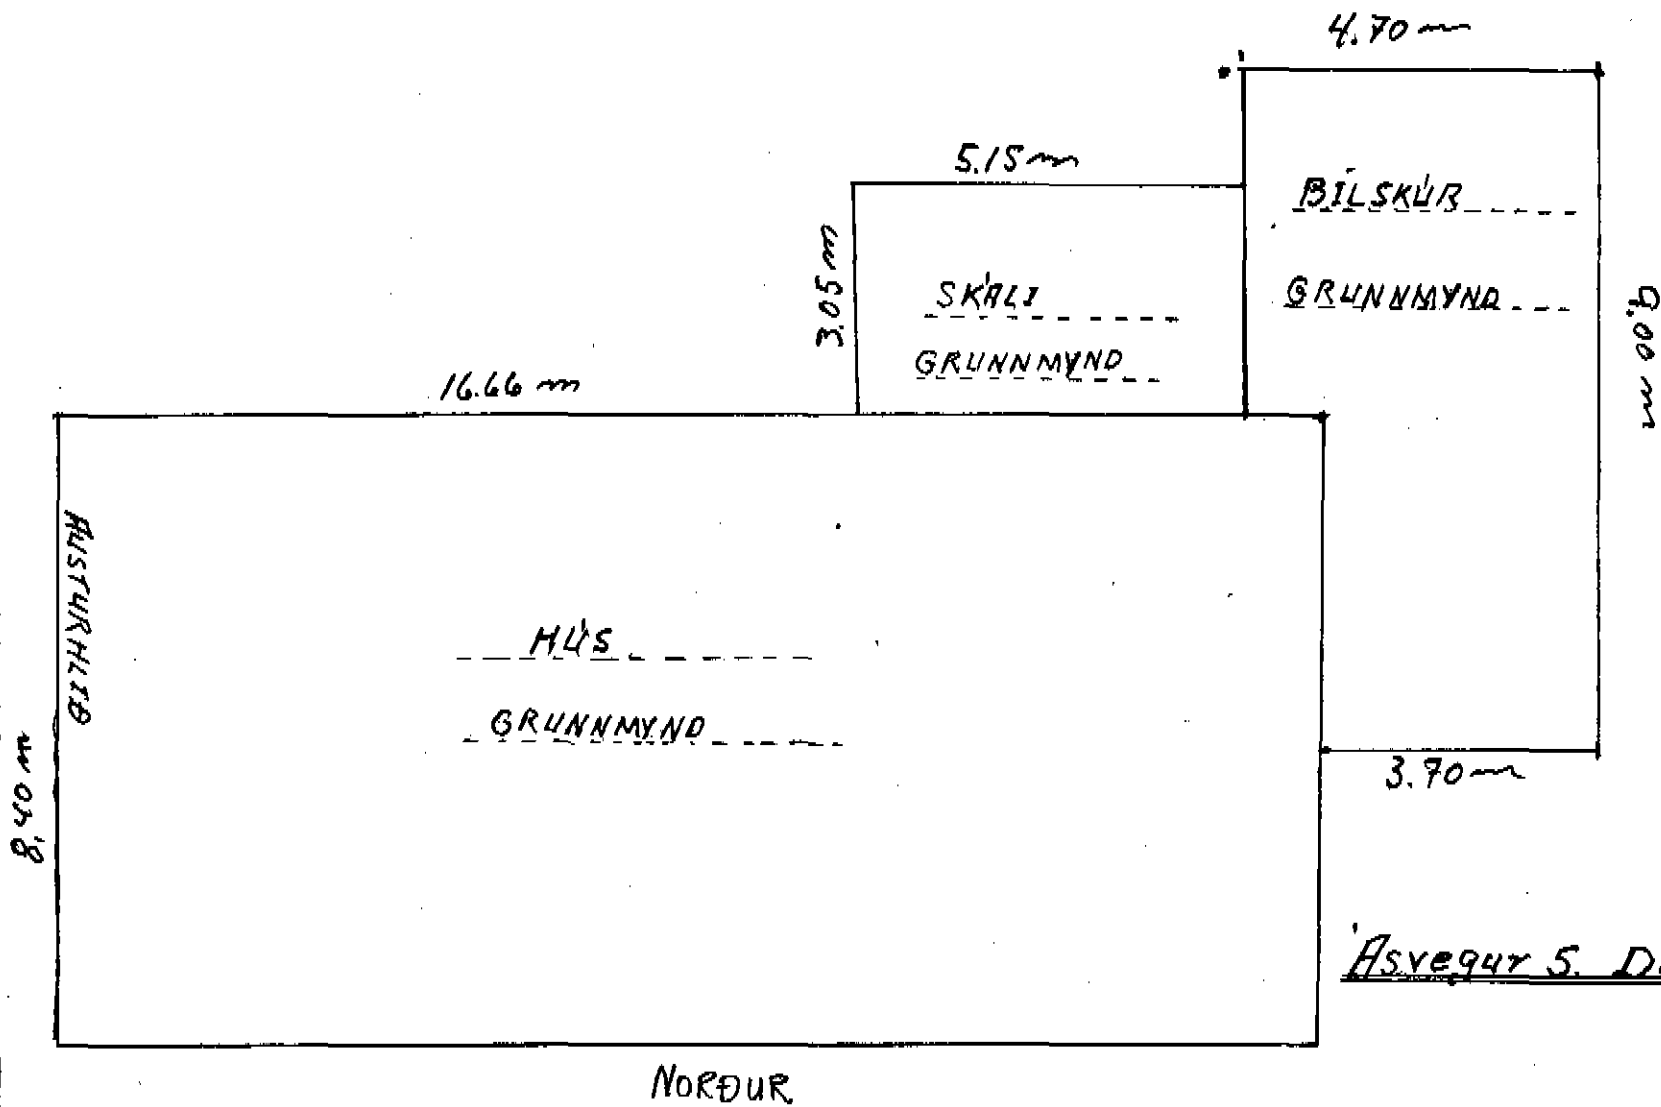 4.70 m
5.15 m
BÍLSKÚR
3.05 m
SKÁLI
GRUNNMYND
GRUNNMYND
9,00 m
16.66 m
AUSTURHLIÐ
HÚS
GRUNNMYND
8,40 m
3.70 m
Ásvegur 5. D
NORÐUR